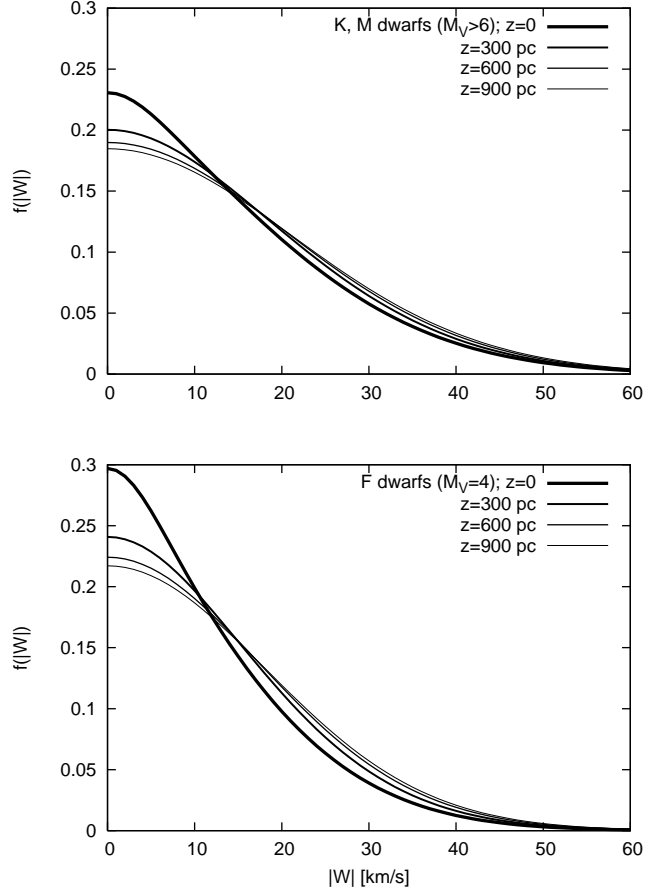 K, M dwarfs (M_V>6); z=0
z=300 pc
z=600 pc
z=900 pc
0.3
0.25
0.2
0.15
0.1
0.05
0
f(|W|)
0 10 20 30 40 50 60
F dwarfs (M_V=4); z=0
z=300 pc
z=600 pc
z=900 pc
0.3
0.25
0.2
0.15
0.1
0.05
0
f(|W|)
0 10 20 30 40 50 60
|W| [km/s]